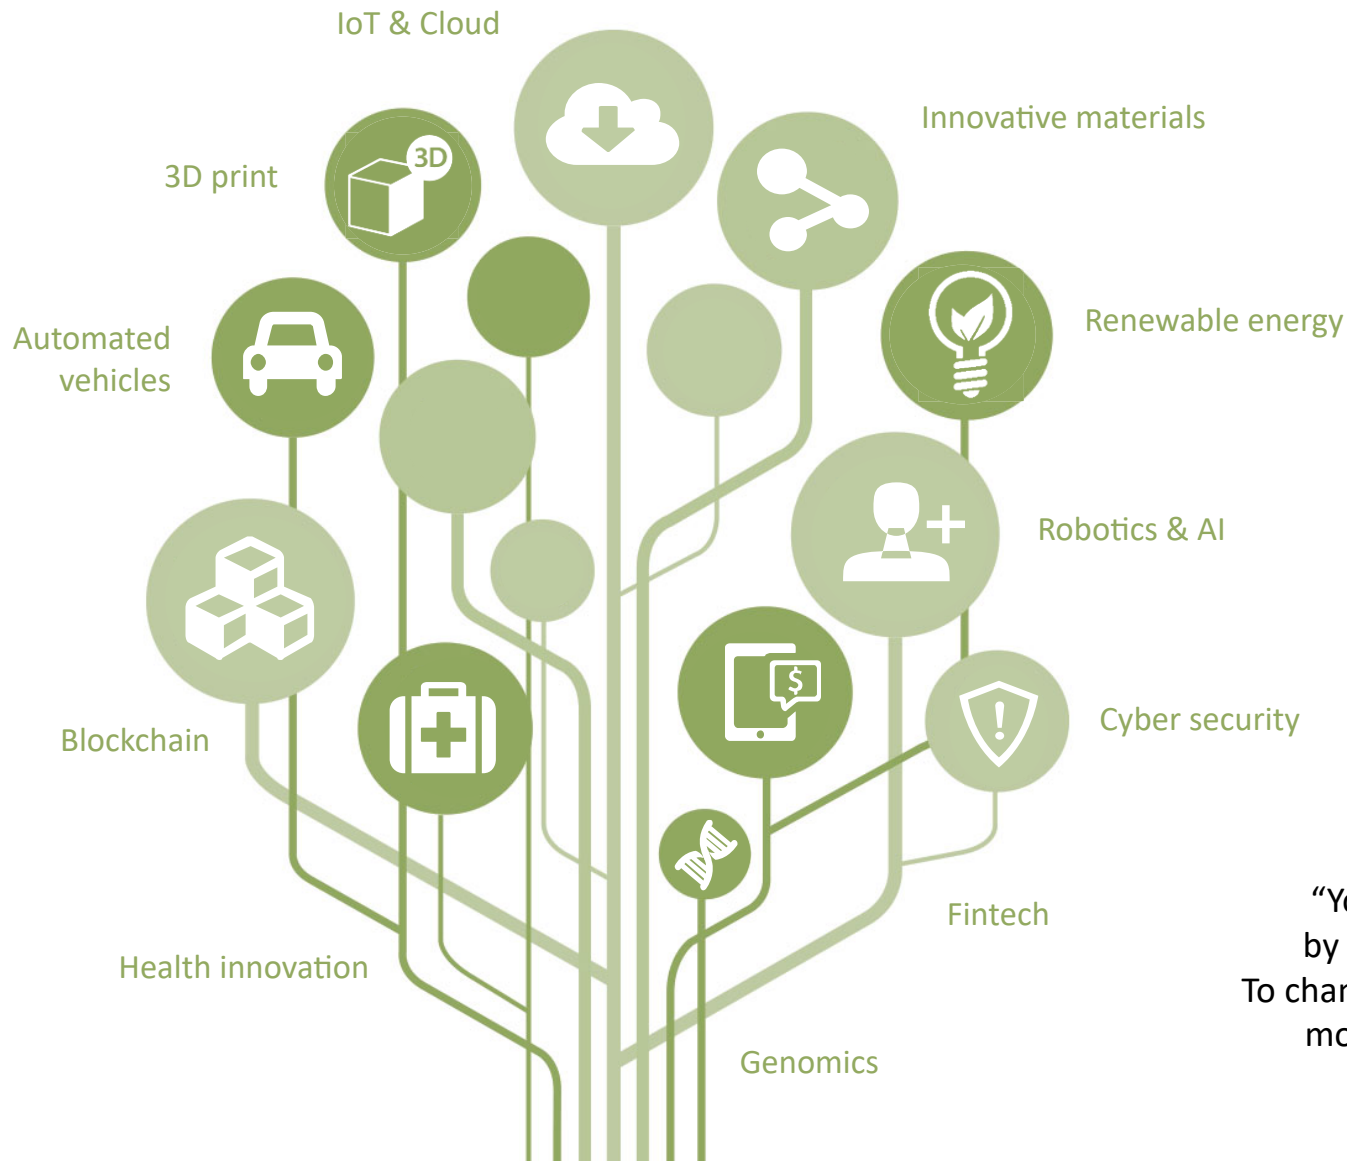 IoT & Cloud
Innovative materials
3D
3D print
Renewable energy
Automated
vehicles
Robotics & AI
$
!
Cyber security
Blockchain
Fintech
Health innovation
Genomics
by
To